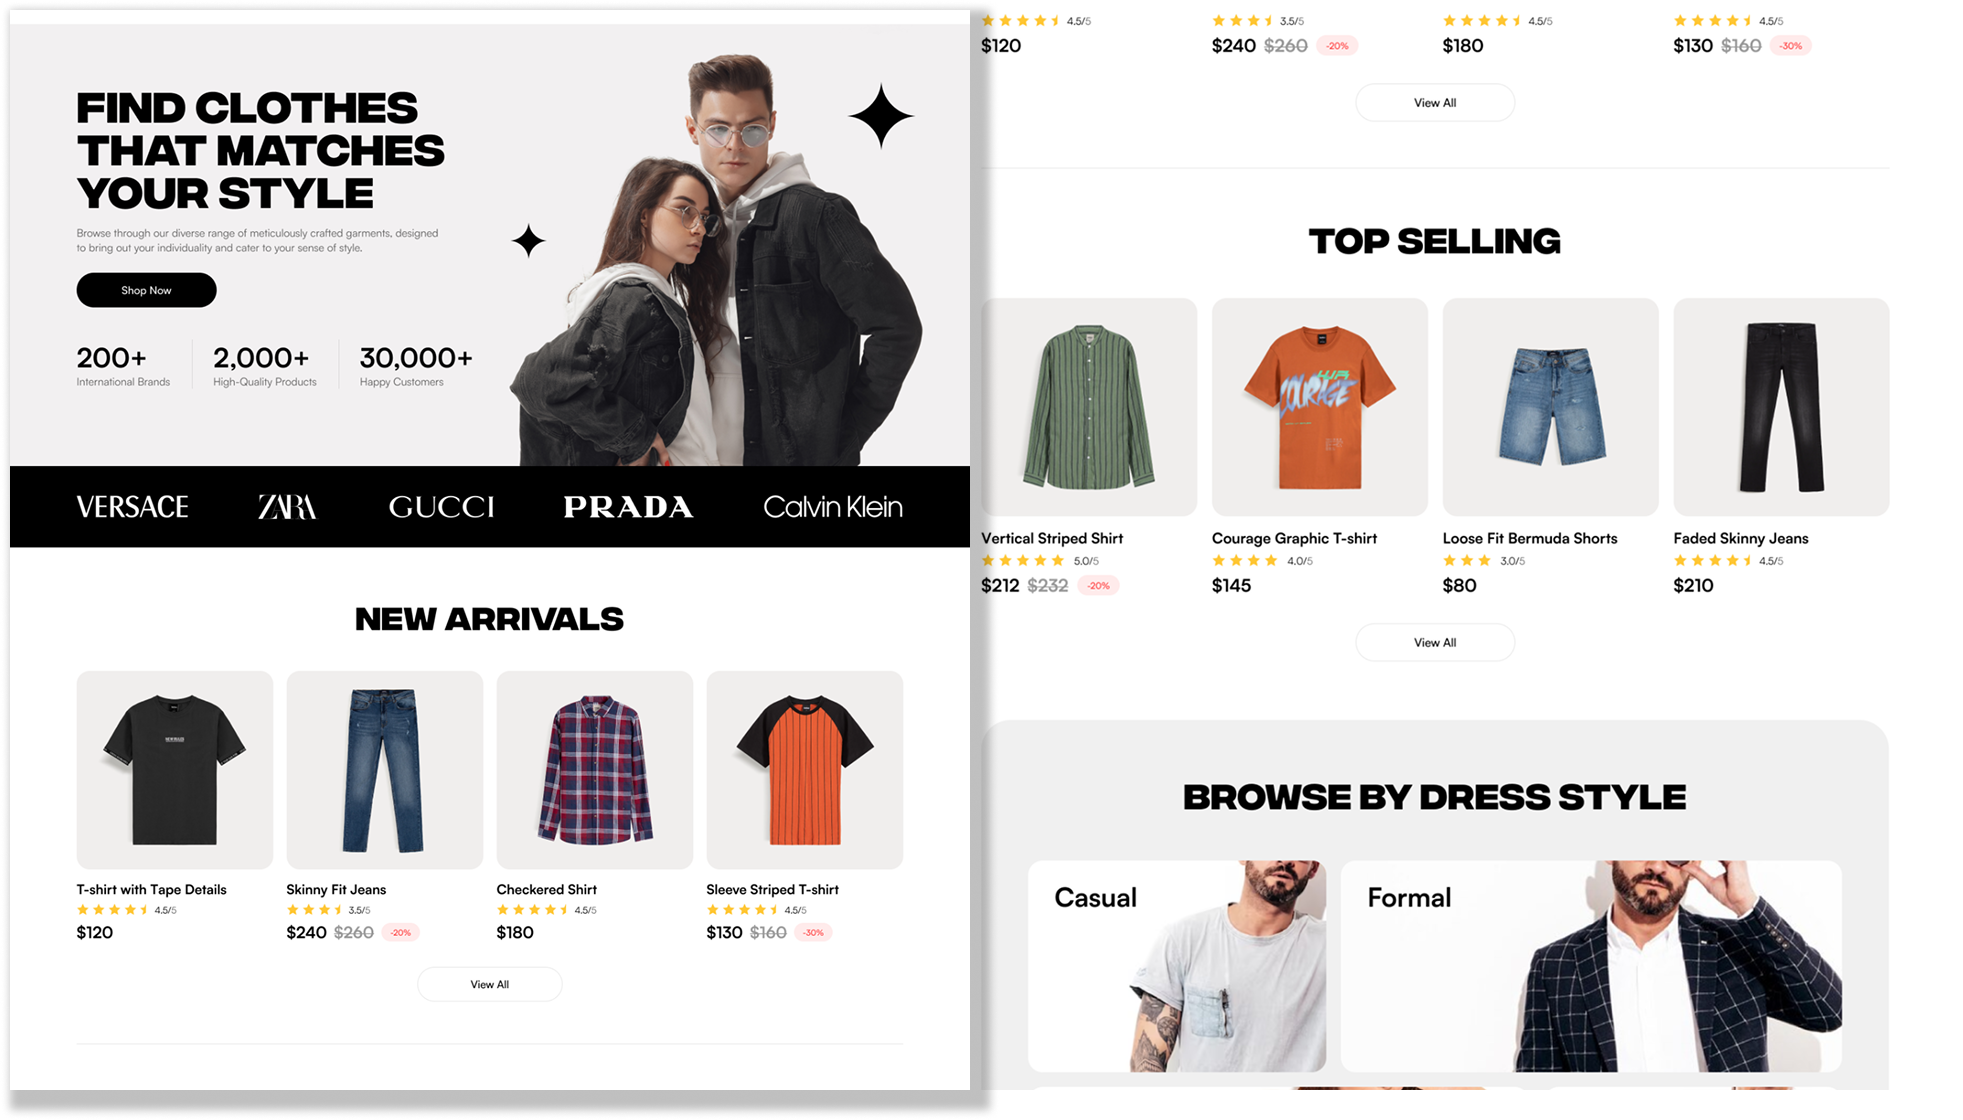 FIND CLOTHES
THAT MATCHES
YOUR STYLE
Browse through our diverse range of meticulously crafted garments, designed
to bring out your individuality and cater to your sense of style.
Shop Now
200+ 2,000+ 30,000+
International Brands High-Quality Products Happy Customers
VERSACE ZARA GUCCI PRADA Calvin Klein
NEW ARRIVALS
T-shirt with Tape Details Skinny Fit Jeans Checkered Shirt Sleeve Striped T-shirt
4.5/5 3.5/5 4.5/5 4.5/5
$120 $240 $260 -20% $180 $130 $160 -30%
View All
4.5/5 3.5/5 4.5/5 4.5/5
$120 $240 $260 -20% $180 $130 $160 -30%
View All
TOP SELLING
COURAGE
Vertical Striped Shirt Courage Graphic T-shirt Loose Fit Bermuda Shorts Faded Skinny Jeans
5.0/5 4.0/5 3.0/5 4.5/5
$212 $232 -20% $145 $80 $210
View All
BROWSE BY DRESS STYLE
Casual Formal